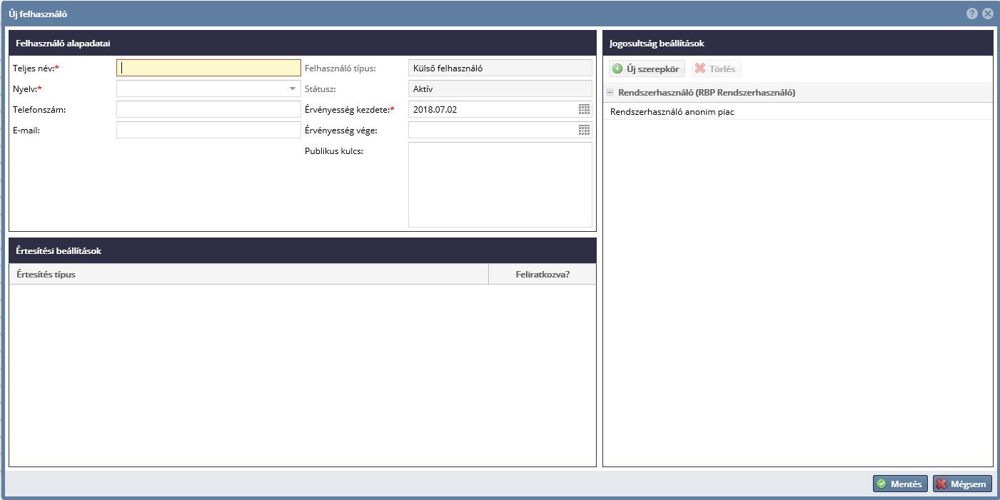 Új felhasználó
Felhasználó alapadatai
Teljes név:*
Felhasználó típus:
Külső felhasználó
Nyelv:*
Státusz:
Aktív
Telefonszám:
Érvényesség kezdete:*
2018.07.02
E-mail:
Érvényesség vége:
Publikus kulcs:
Értesítési beállítások
Értesítés típus
Feliratkozva?
Jogosultság beállítások
Új szerepkör
Törlés
Rendszerhasználó (RBP Rendszerhasználó)
Rendszerhasználó anonim piac
Mentés
Mégsem